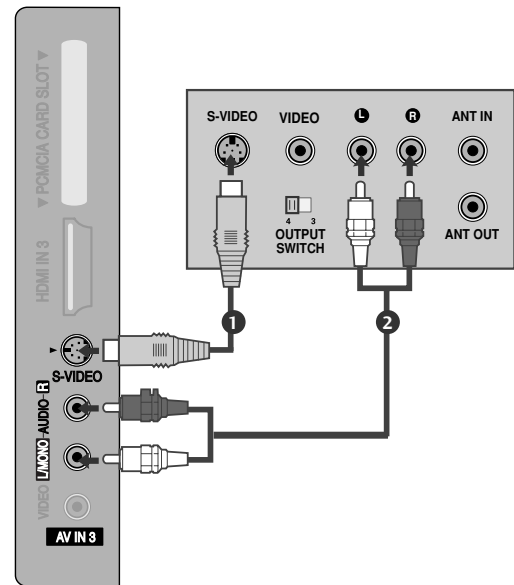 ▼ PCMCIA CARD SLOT ▼
HDMI IN 3
S-VIDEO
VIDEO L/MONO-AUDIO-R
AV IN 3
S-VIDEO VIDEO L R ANT IN
4 3
OUTPUT
SWITCH
ANT OUT
1
2